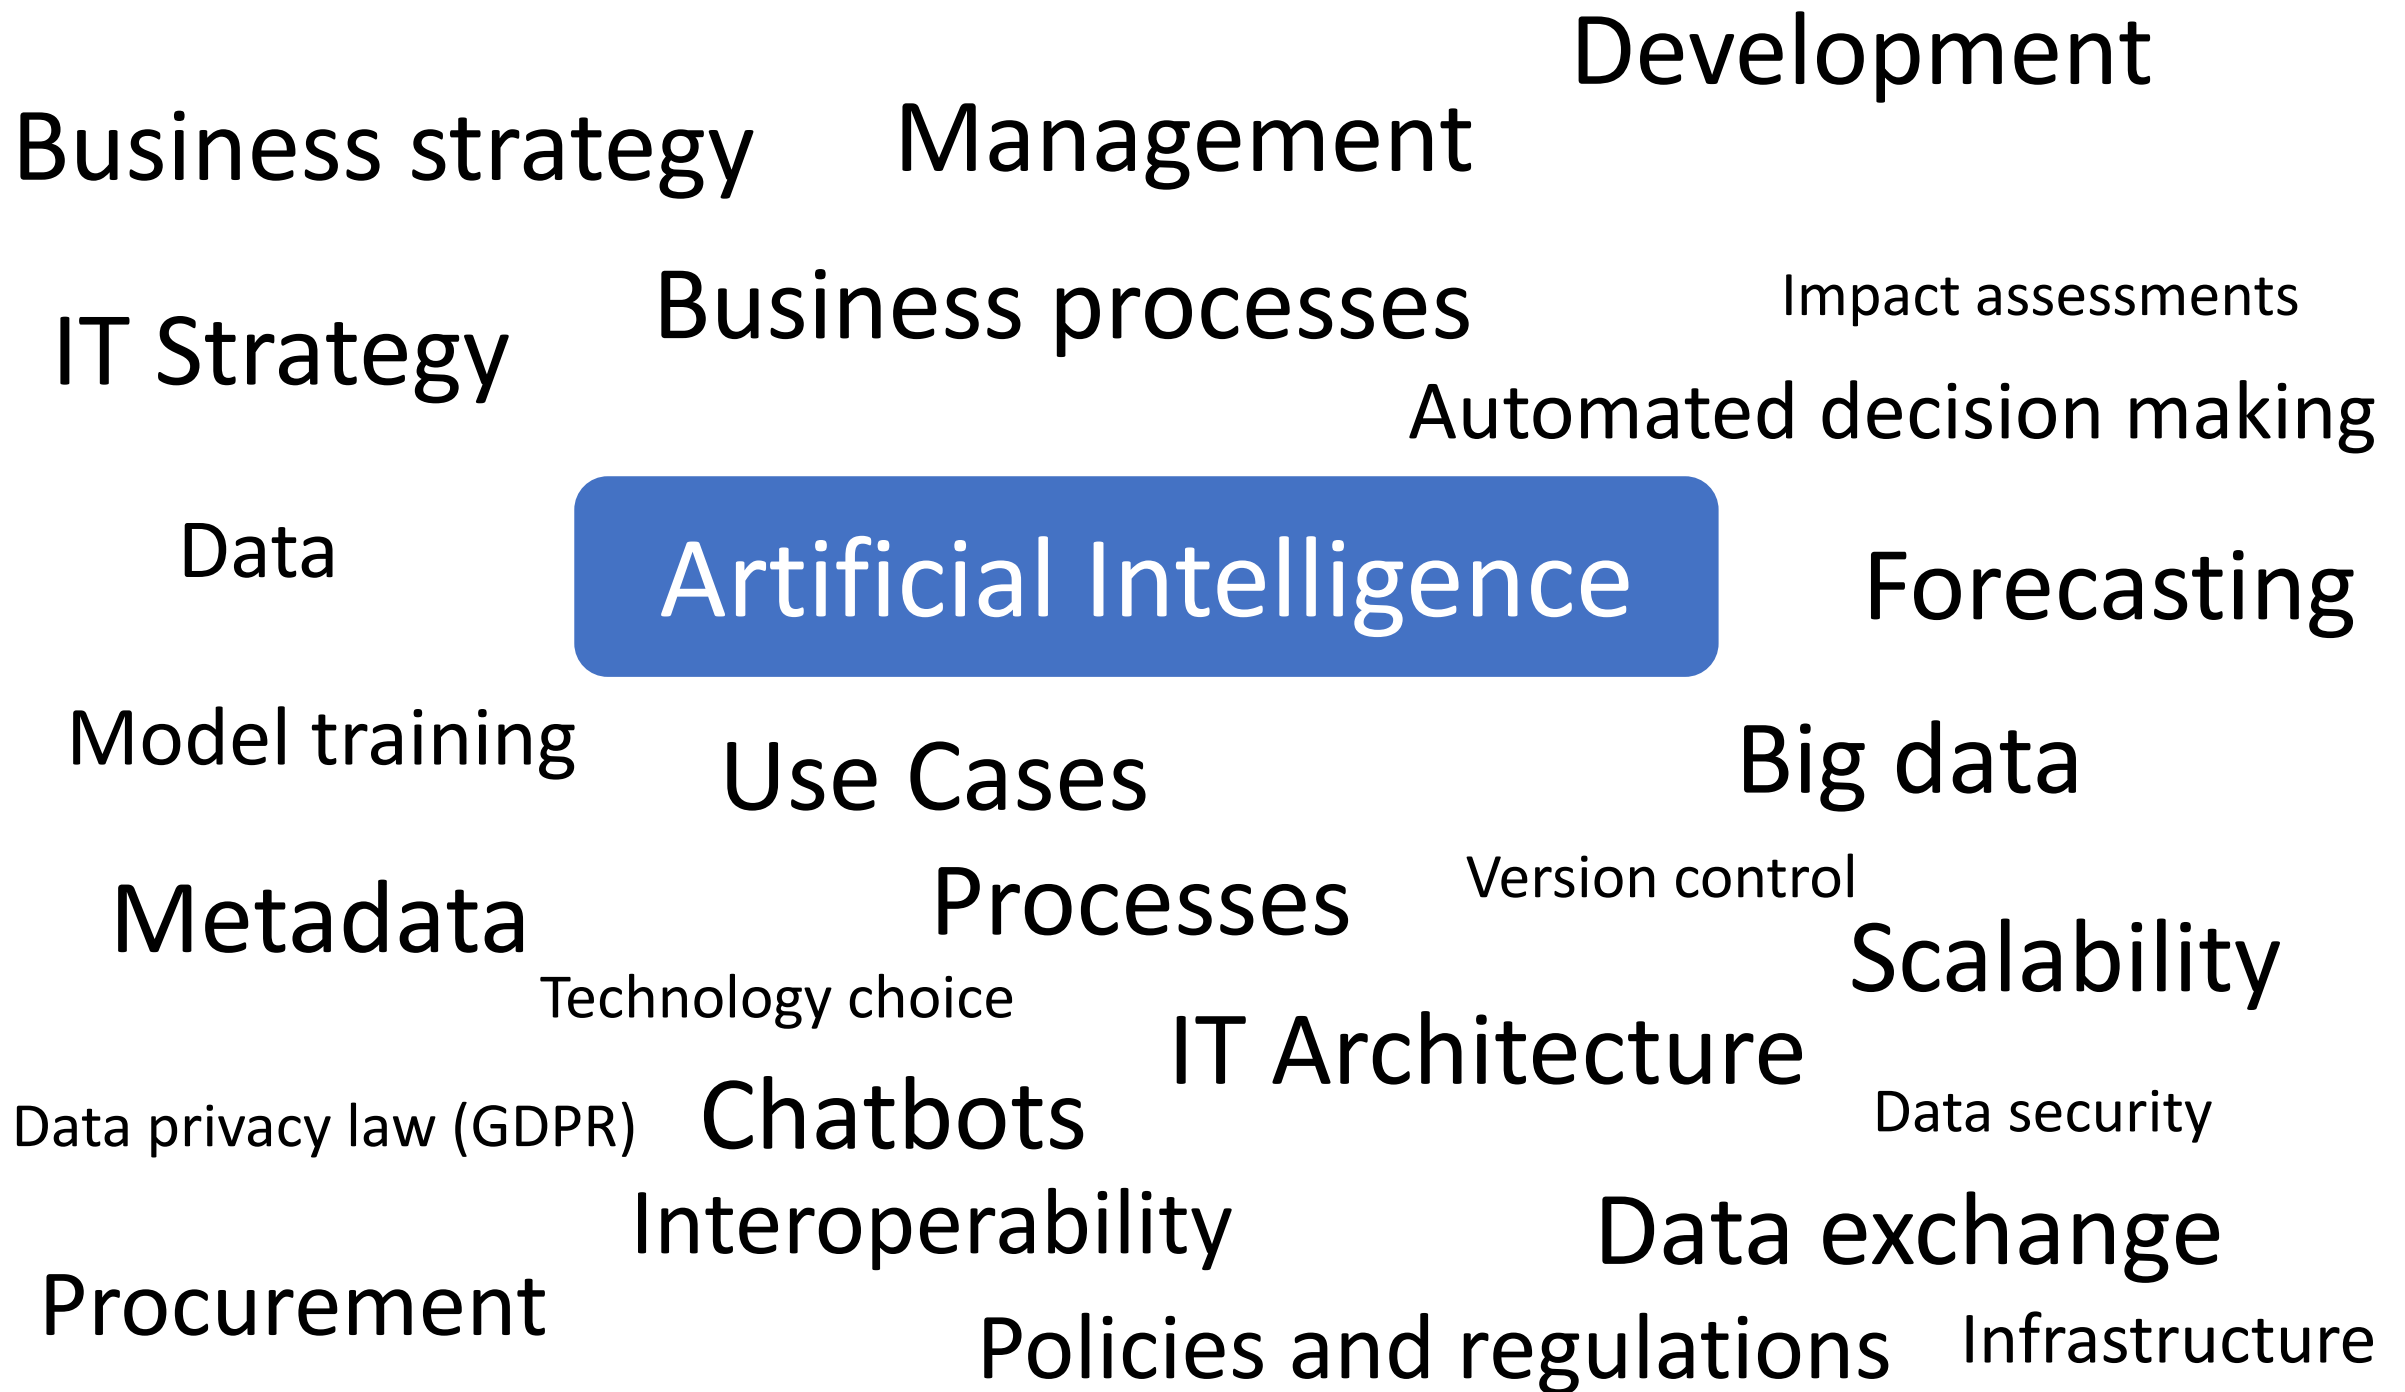 Development
Business strategy
Management
Business processes
Impact assessments
IT Strategy
Automated decision making
Data
Artificial Intelligence
Forecasting
Model training
Use Cases
Big data
Processes
Version control
Metadata
Scalability
Technology choice
IT Architecture
Data privacy law (GDPR)
Chatbots
Data security
Interoperability
Data exchange
Procurement
Policies and regulations
Infrastructure